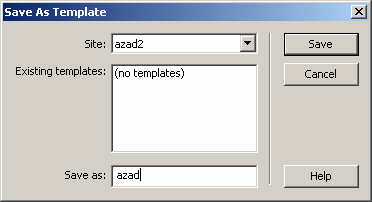 Save As Template
Site: azad2
Save
Existing templates: (no templates)
Cancel
Save as: azad
Help